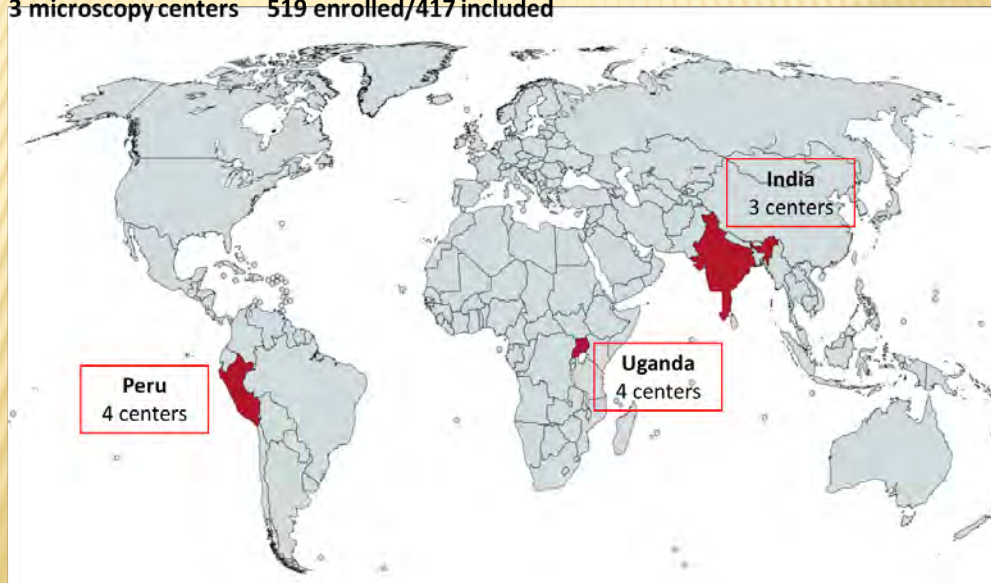 3 microscopy centers 519 enrolled/417 included
India
3 centers
Uganda
4 centers
Peru
4 centers